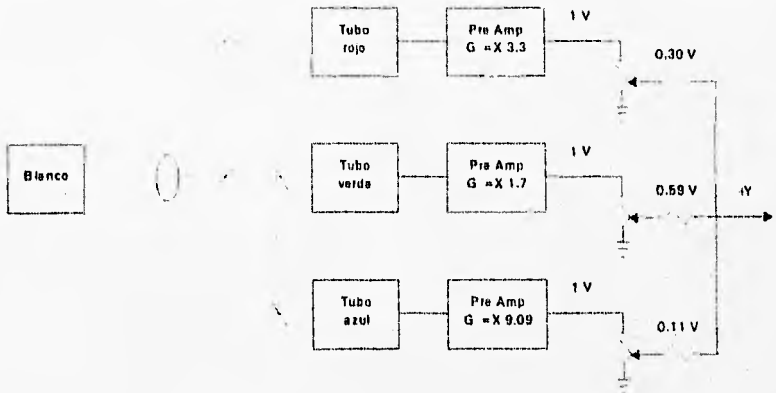 Tubo
rojo
Pre Amp
G =X 3.3
1 V
0.30 V
Blanco
Tubo
verde
Pre Amp
G =X 1.7
1 V
0.59 V
-IY
Tubo
azul
Pre Amp
G =X 9.09
1 V
0.11 V